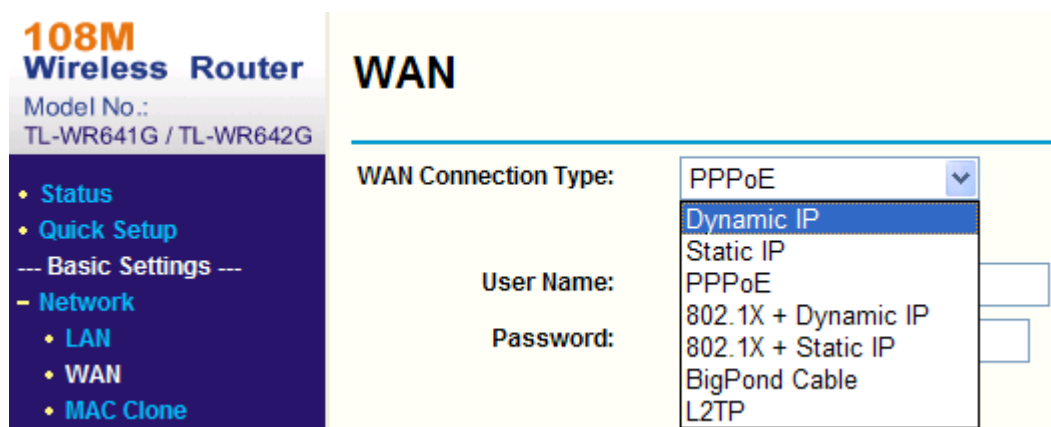 108M
Wireless Router
Model No.:
TL-WR641G / TL-WR642G
• Status
• Quick Setup
--- Basic Settings ---
– Network
• LAN
• WAN
• MAC Clone
WAN
WAN Connection Type: PPPoE
Dynamic IP
Static IP
User Name:
PPPoE
802.1X + Dynamic IP
Password:
802.1X + Static IP
BigPond Cable
L2TP